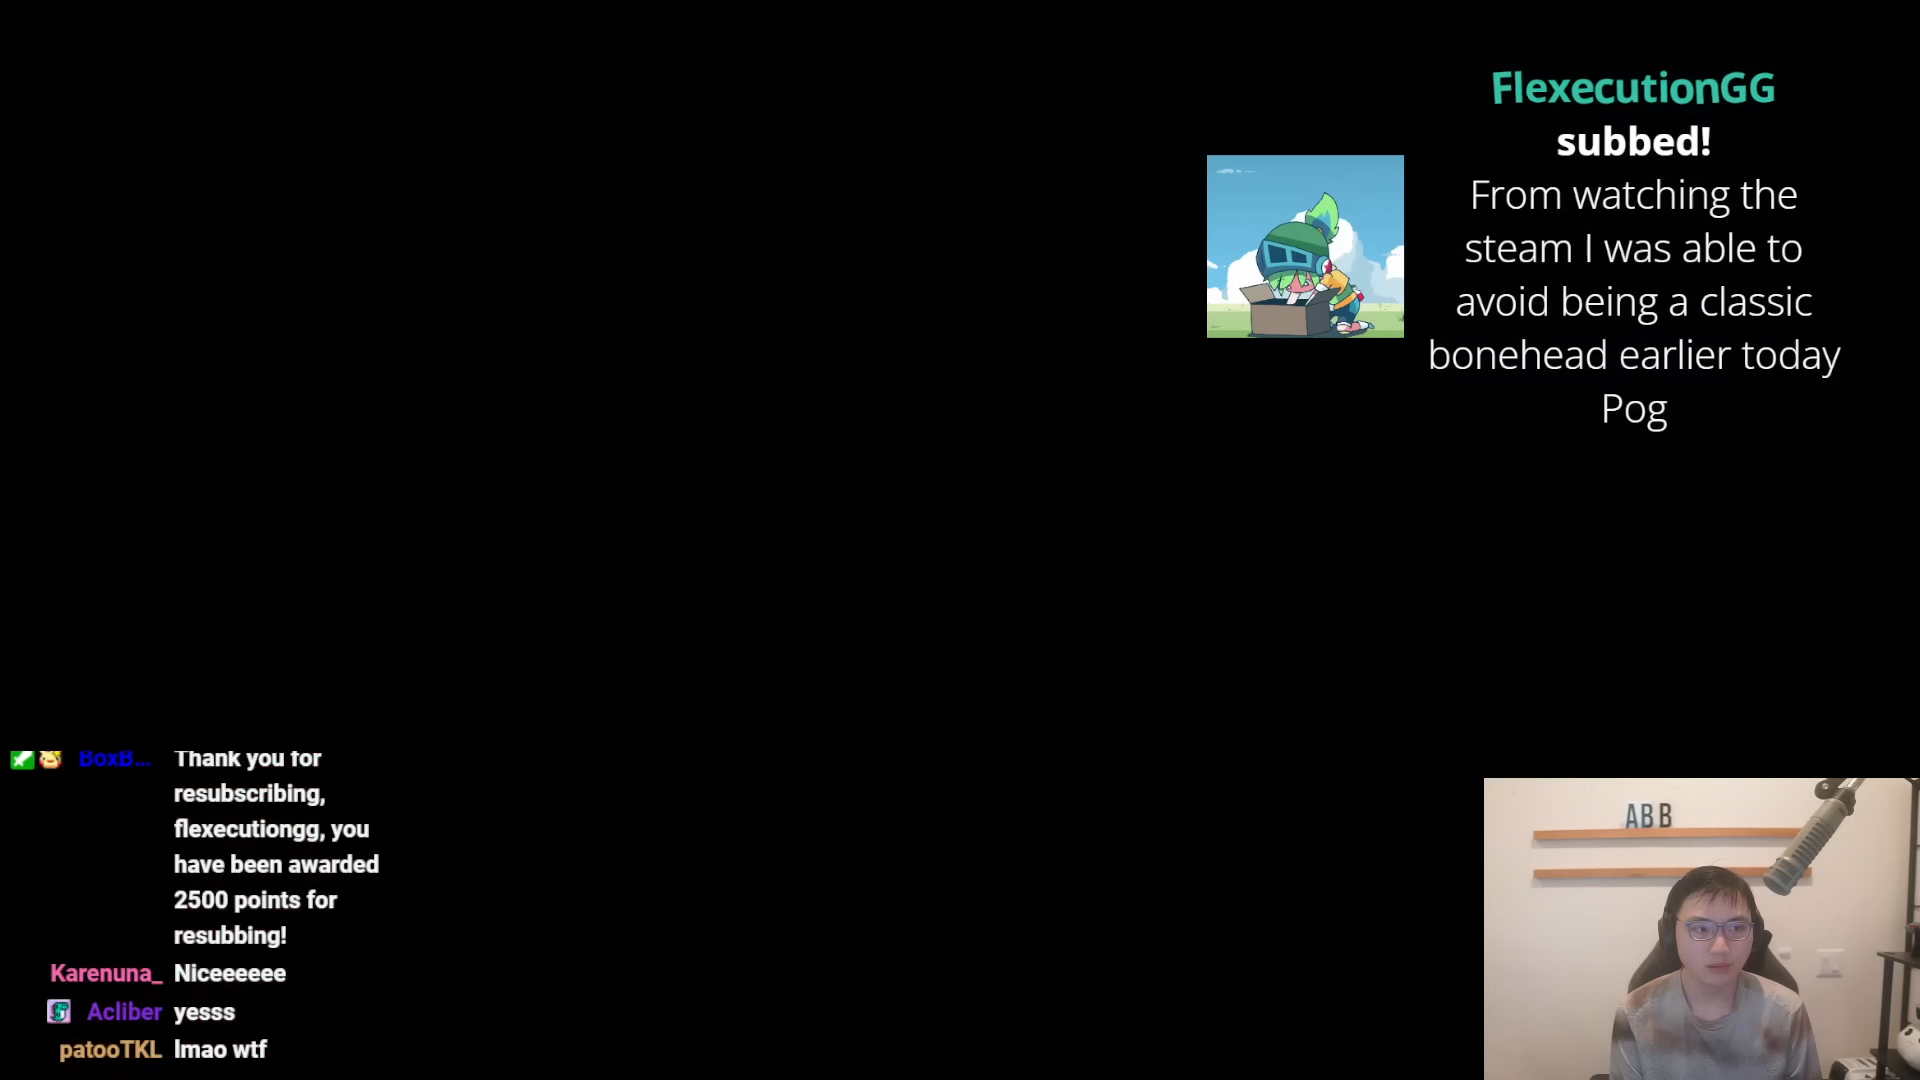 FlexecutionGG
subbed!
From watching the
steam I was able to
avoid being a classic
bonehead earlier today
Pog
BoxB... Thank you for
resubscribing,
flexecutiongg, you
have been awarded
2500 points for
resubbing!
Karenuna_ Niceeeeee
Acliber yesss
patooTKL lmao wtf
ABB